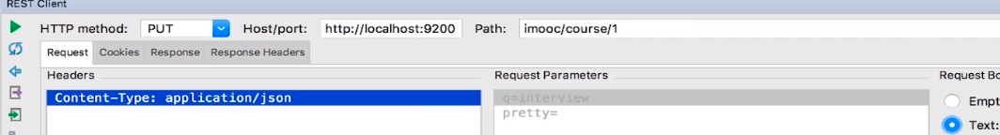 REST Client
HTTP method: PUT Host/port: http://localhost:9200 Path: imooc/course/1
Request Cookies Response Response Headers
Headers Request Parameters Request Bo
Content-Type: application/json q=interview Empt
pretty= Text: